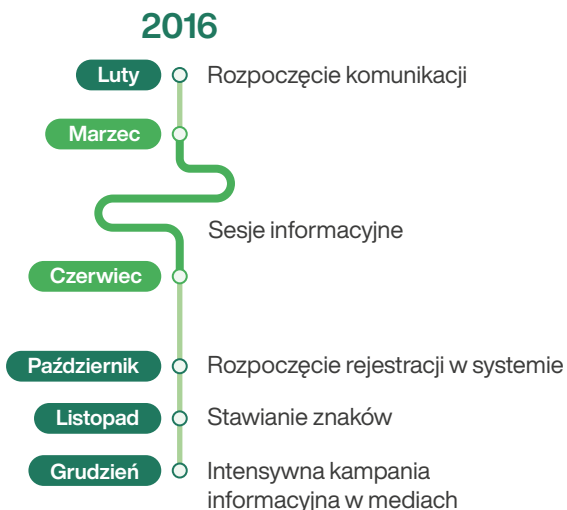 2016
Luty
Rozpoczęcie komunikacji
Marzec
Sesje informacyjne
Czerwiec
Październik
Rozpoczęcie rejestracji w systemie
Listopad
Stawianie znaków
Grudzień
Intensywna kampania
informacyjna w mediach